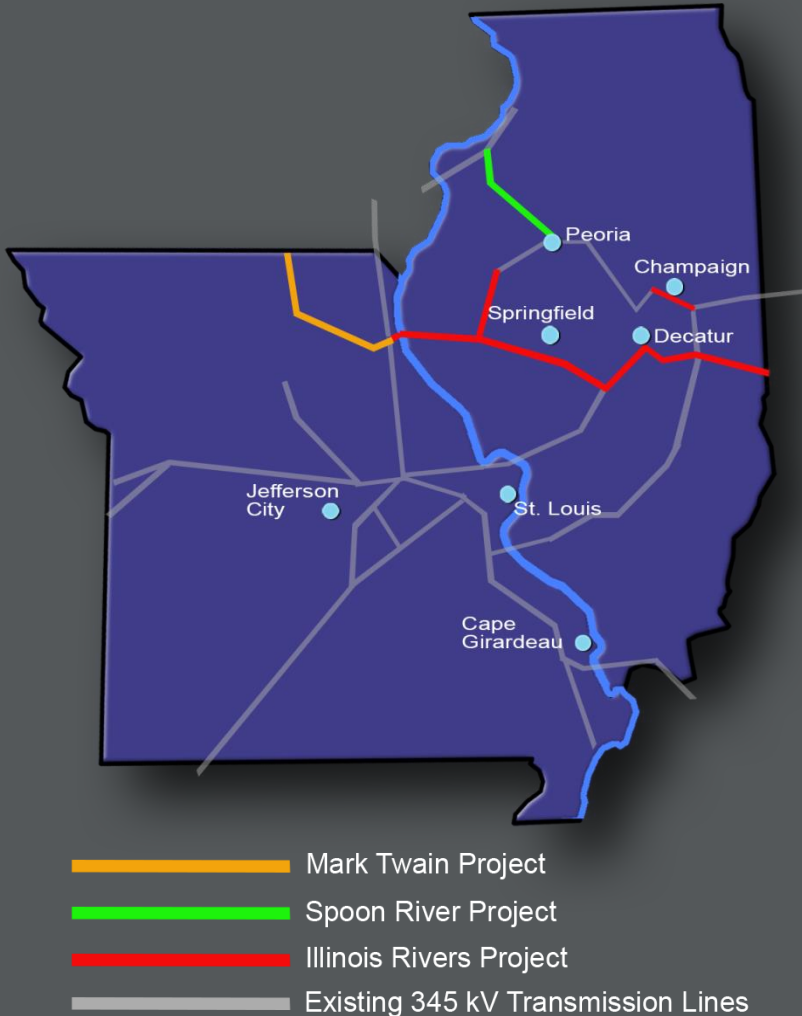 Peoria
Champaign
Springfield
Decatur
Jefferson
City
St. Louis
Cape
Girardeau
Mark Twain Project
Spoon River Project
Illinois Rivers Project
Existing 345 kV Transmission Lines